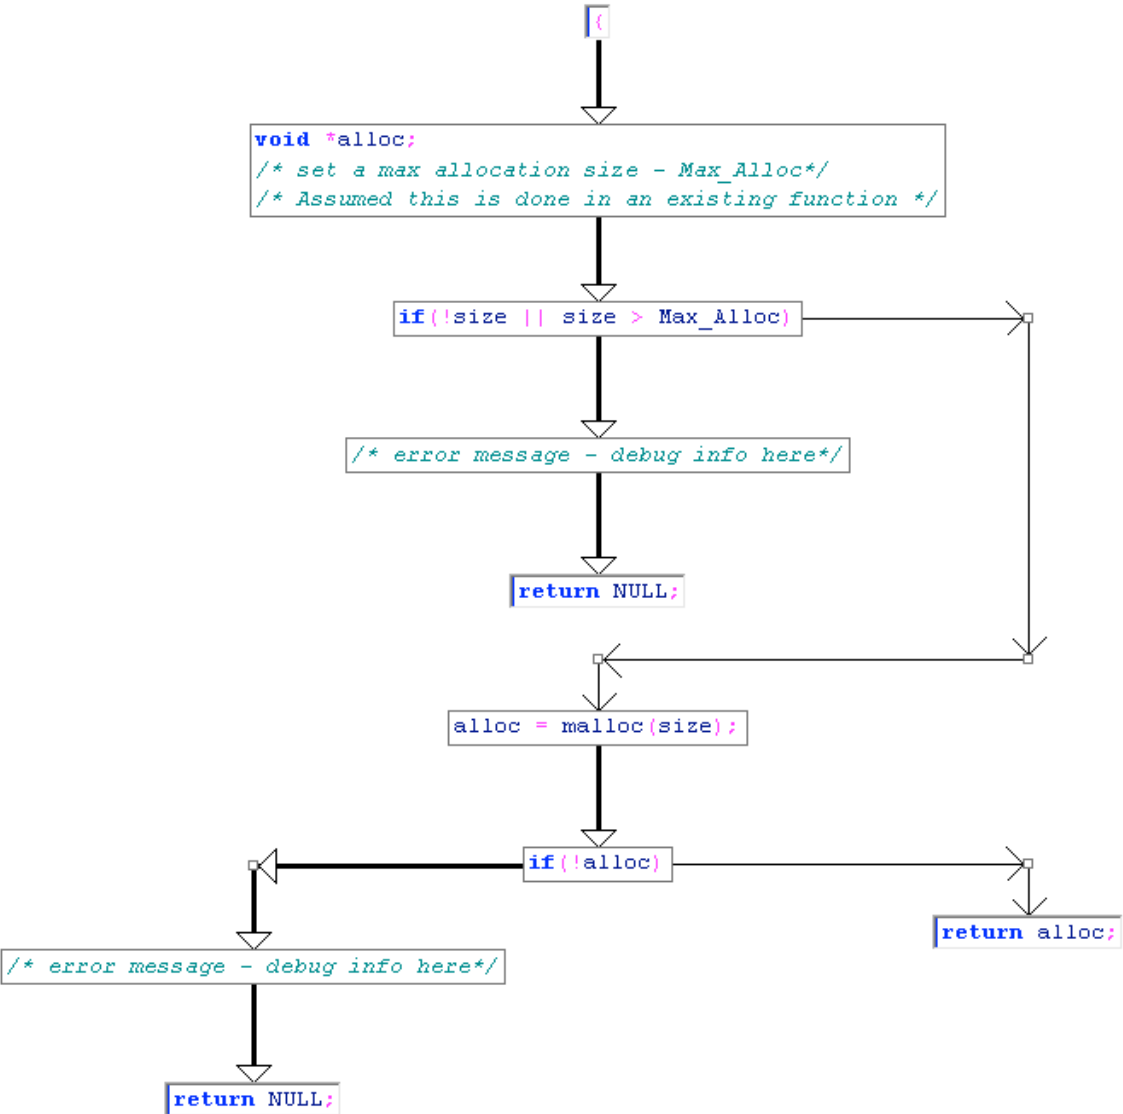 {
void *alloc;
/* set a max allocation size - Max_Alloc*/
/* Assumed this is done in an existing function */
if(!size || size > Max_Alloc)
/* error message - debug info here*/
return NULL;
alloc = malloc(size);
if(!alloc)
return alloc;
/* error message - debug info here*/
return NULL;